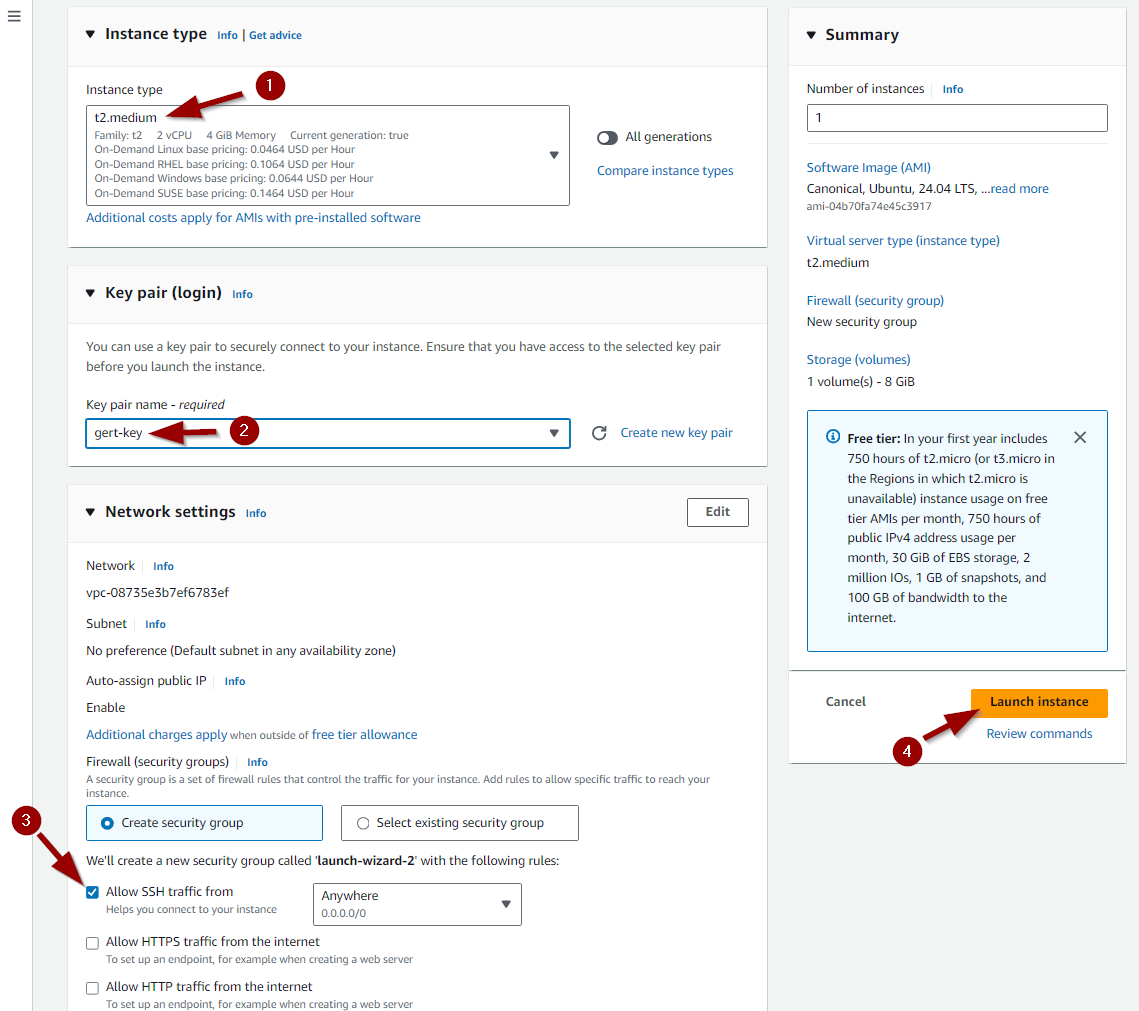 Instance type Info | Get advice
1
Instance type
t2.medium
Family: t2 2 vCPU 4 GiB Memory Current generation: true
On-Demand Linux base pricing: 0.0464 USD per Hour
On-Demand RHEL base pricing: 0.1064 USD per Hour
On-Demand Windows base pricing: 0.0644 USD per Hour
On-Demand SUSE base pricing: 0.1464 USD per Hour
All generations
Compare instance types
Additional costs apply for AMIs with pre-installed software
Key pair (login) Info
You can use a key pair to securely connect to your instance. Ensure that you have access to the selected key pair
before you launch the instance.
Key pair name - required
gert-key
2
Create new key pair
Network settings Info
Edit
Network Info
vpc-08735e3b7ef6783ef
Subnet Info
No preference (Default subnet in any availability zone)
Auto-assign public IP Info
Enable
Additional charges apply when outside of free tier allowance
Firewall (security groups) Info
A security group is a set of firewall rules that control the traffic for your instance. Add rules to allow specific traffic to reach your
instance.
Create security group
Select existing security group
3
We'll create a new security group called 'launch-wizard-2' with the following rules:
Allow SSH traffic from
Helps you connect to your instance
Anywhere
0.0.0.0/0
Allow HTTPS traffic from the internet
To set up an endpoint, for example when creating a web server
Allow HTTP traffic from the internet
To set up an endpoint, for example when creating a web server
Summary
Number of instances Info
1
Software Image (AMI)
Canonical, Ubuntu, 24.04 LTS, ...read more
ami-04b70fa74e45c3917
Virtual server type (instance type)
t2.medium
Firewall (security group)
New security group
Storage (volumes)
1 volume(s) - 8 GiB
Free tier: In your first year includes
750 hours of t2.micro (or t3.micro in
the Regions in which t2.micro is
unavailable) instance usage on free
tier AMIs per month, 750 hours of
public IPv4 address usage per
month, 30 GiB of EBS storage, 2
million IOs, 1 GB of snapshots, and
100 GB of bandwidth to the
internet.
Cancel
Launch instance
4
Review commands